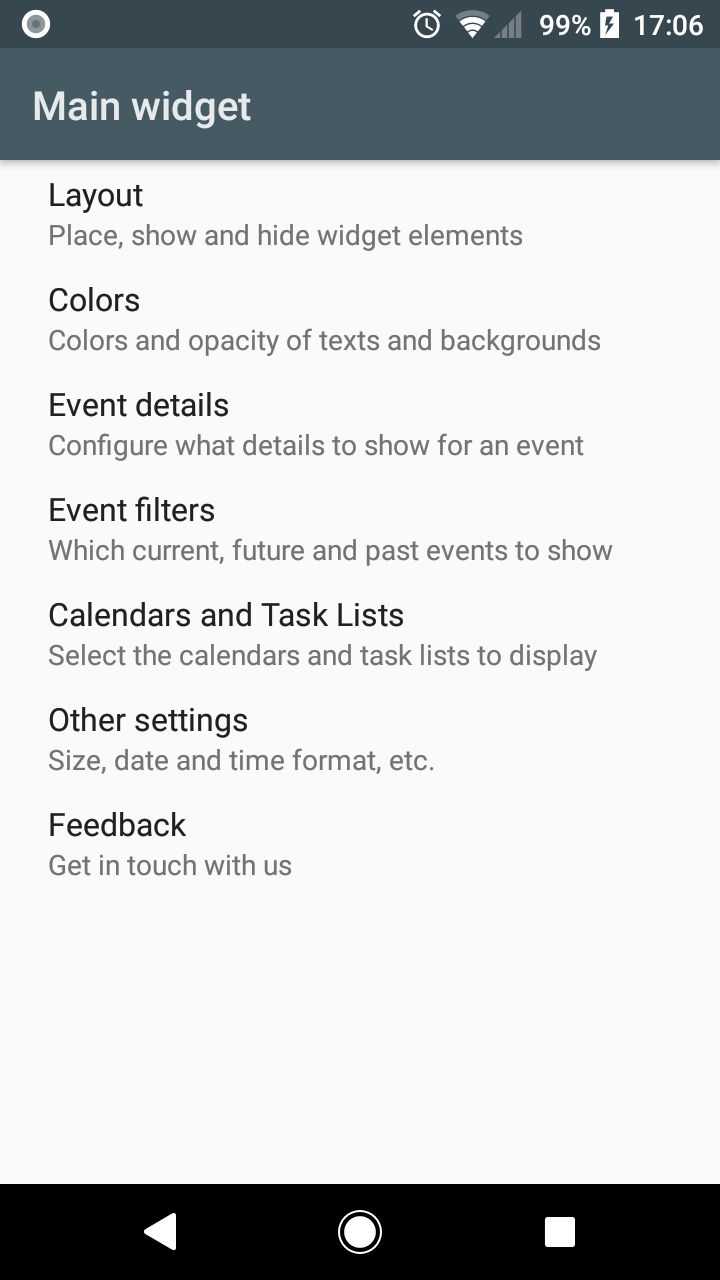 99% 17:06
Main widget
Layout
Place, show and hide widget elements
Colors
Colors and opacity of texts and backgrounds
Event details
Configure what details to show for an event
Event filters
Which current, future and past events to show
Calendars and Task Lists
Select the calendars and task lists to display
Other settings
Size, date and time format, etc.
Feedback
Get in touch with us